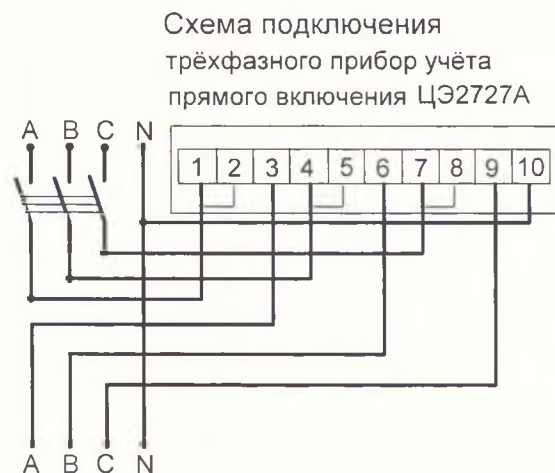 Схема подключения
трёхфазного прибор учёта
прямого включения ЦЭ2727А
A B C N
1 2 3 4 5 6 7 8 9 10
A B C N